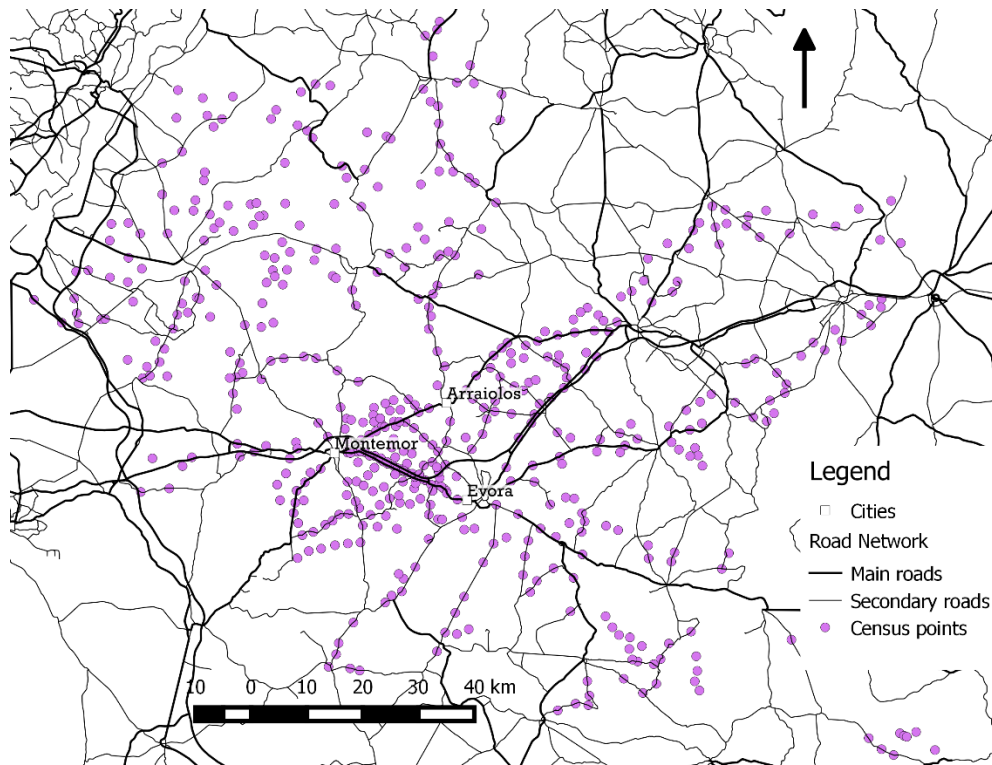 Arraiolos
Montemor
Evora
Legend
Cities
Road Network
Main roads
Secondary roads
Census points
10 0 10 20 30 40 km